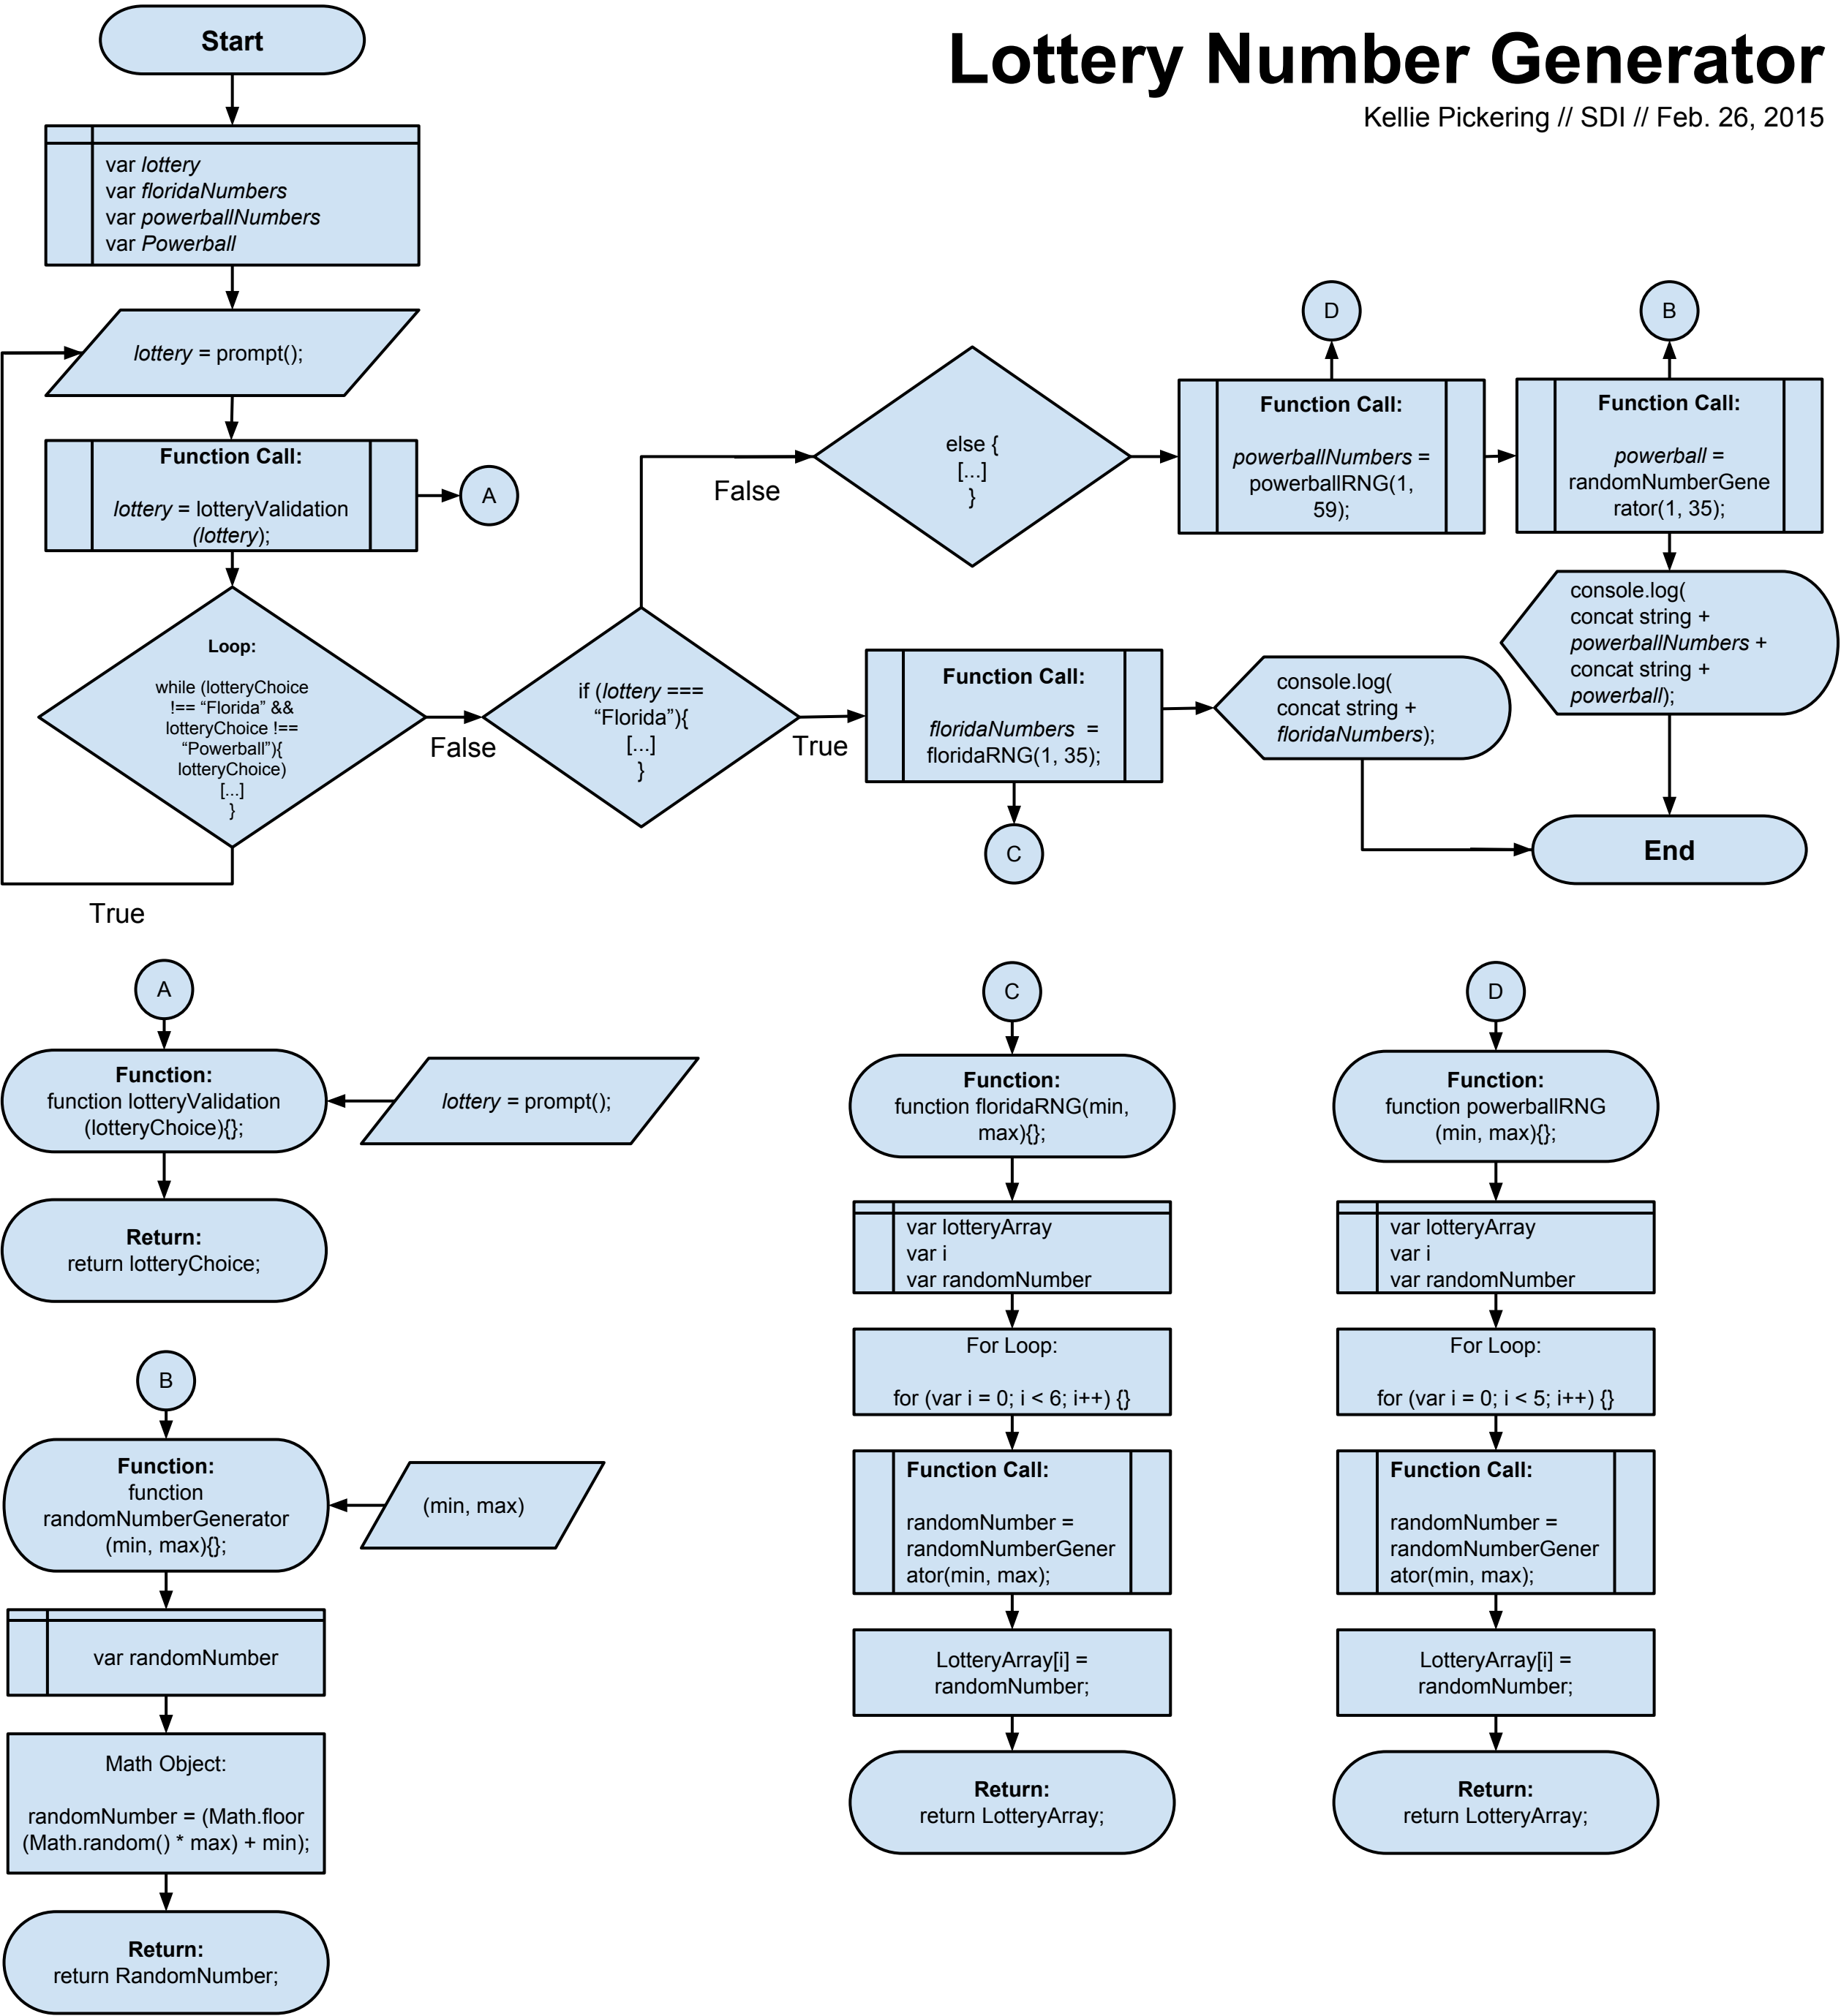 Lottery Number Generator
Kellie Pickering // SDI // Feb. 26, 2015
Start
var lottery
var floridaNumbers
var powerballNumbers
var Powerball
lottery = prompt();
Function Call:
lottery = lotteryValidation
(lottery);
A
Loop:
while (lotteryChoice
!== “Florida” &&
lotteryChoice !==
“Powerball”){
lotteryChoice)
[...]
}
True
False
if (lottery ===
“Florida”){
[...]
}
False
else {
[...]
}
D
Function Call:
powerballNumbers =
powerballRNG(1,
59);
B
Function Call:
powerball =
randomNumberGene
rator(1, 35);
console.log(
concat string +
powerballNumbers +
concat string +
powerball);
True
Function Call:
floridaNumbers =
floridaRNG(1, 35);
C
console.log(
concat string +
floridaNumbers);
End
A
Function:
function lotteryValidation
(lotteryChoice){};
lottery = prompt();
Return:
return lotteryChoice;
B
Function:
function
randomNumberGenerator
(min, max){};
(min, max)
var randomNumber
Math Object:
randomNumber = (Math.floor
(Math.random() * max) + min);
Return:
return RandomNumber;
C
Function:
function floridaRNG(min,
max){};
var lotteryArray
var i
var randomNumber
For Loop:
for (var i = 0; i < 6; i++) {}
Function Call:
randomNumber =
randomNumberGener
ator(min, max);
LotteryArray[i] =
randomNumber;
Return:
return LotteryArray;
D
Function:
function powerballRNG
(min, max){};
var lotteryArray
var i
var randomNumber
For Loop:
for (var i = 0; i < 5; i++) {}
Function Call:
randomNumber =
randomNumberGener
ator(min, max);
LotteryArray[i] =
randomNumber;
Return:
return LotteryArray;